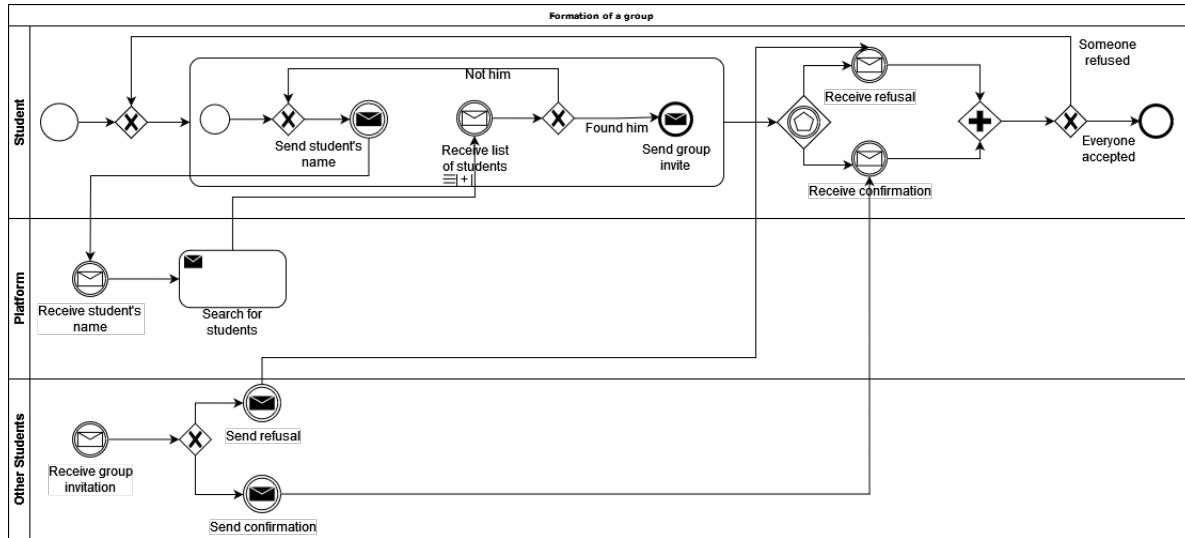 Formation of a group
Student
Someone
refused
Not him
Receive refusal
Found him
Send student's
name
Receive list
of students
Send group
invite
Everyone
accepted
Receive confirmation
Platform
Receive student's
name
Search for
students
Other Students
Send refusal
Receive group
invitation
Send confirmation